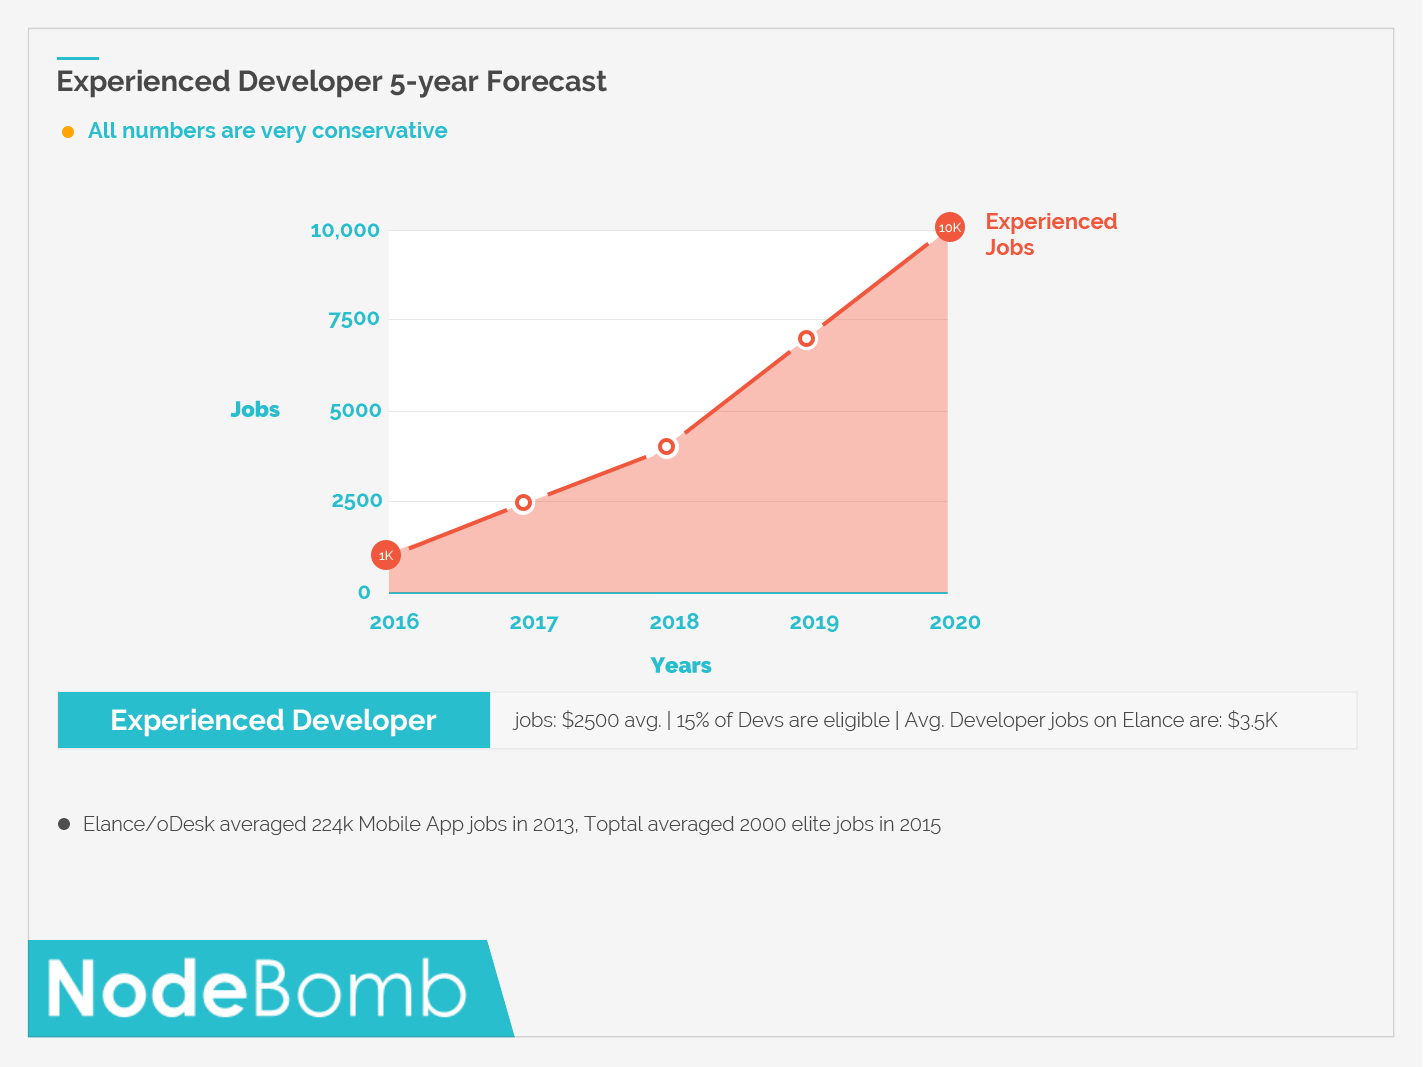 Experienced Developer 5-year Forecast
All numbers are very conservative
10,000
7500
5000
2500
0
Jobs
1K
10K
Experienced
Jobs
2016 2017 2018 2019 2020
Years
Experienced Developer
jobs: $2500 avg. | 15% of Devs are eligible | Avg. Developer jobs on Elance are: $3.5K
Elance/oDesk averaged 224k Mobile App jobs in 2013, Toptal averaged 2000 elite jobs in 2015
NodeBomb